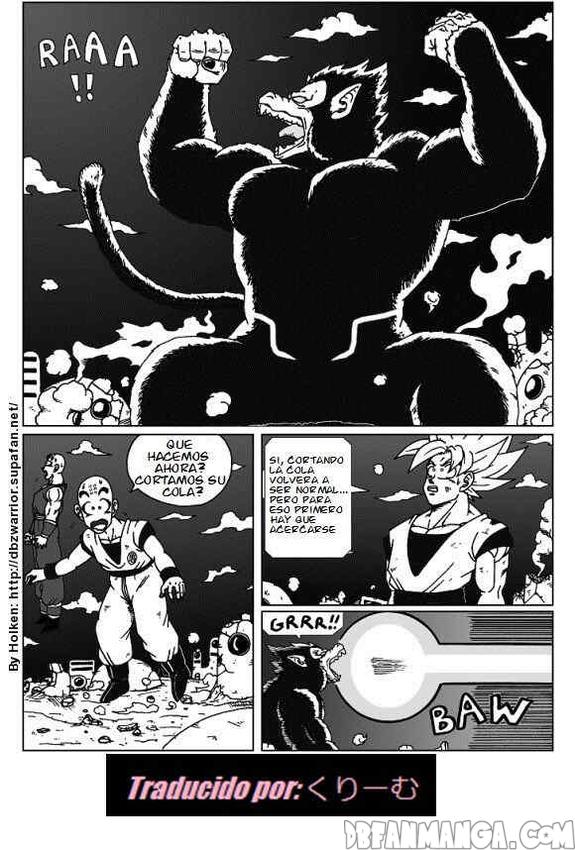 RAAA
!!
By Holken: http://dbzwarrior.supafan.net/
QUE
HACEMOS
AHORA?
CORTAMOS SU
COLA?
SI, CORTANDO
LA COLA
VOLVERA A
SER NORMAL...
PERO PARA
ESO PRIMERO
HAY QUE
ACERCARSE
GRRR!!
BAW
Traducido por: くりーむ
DBFANMANGA.COM